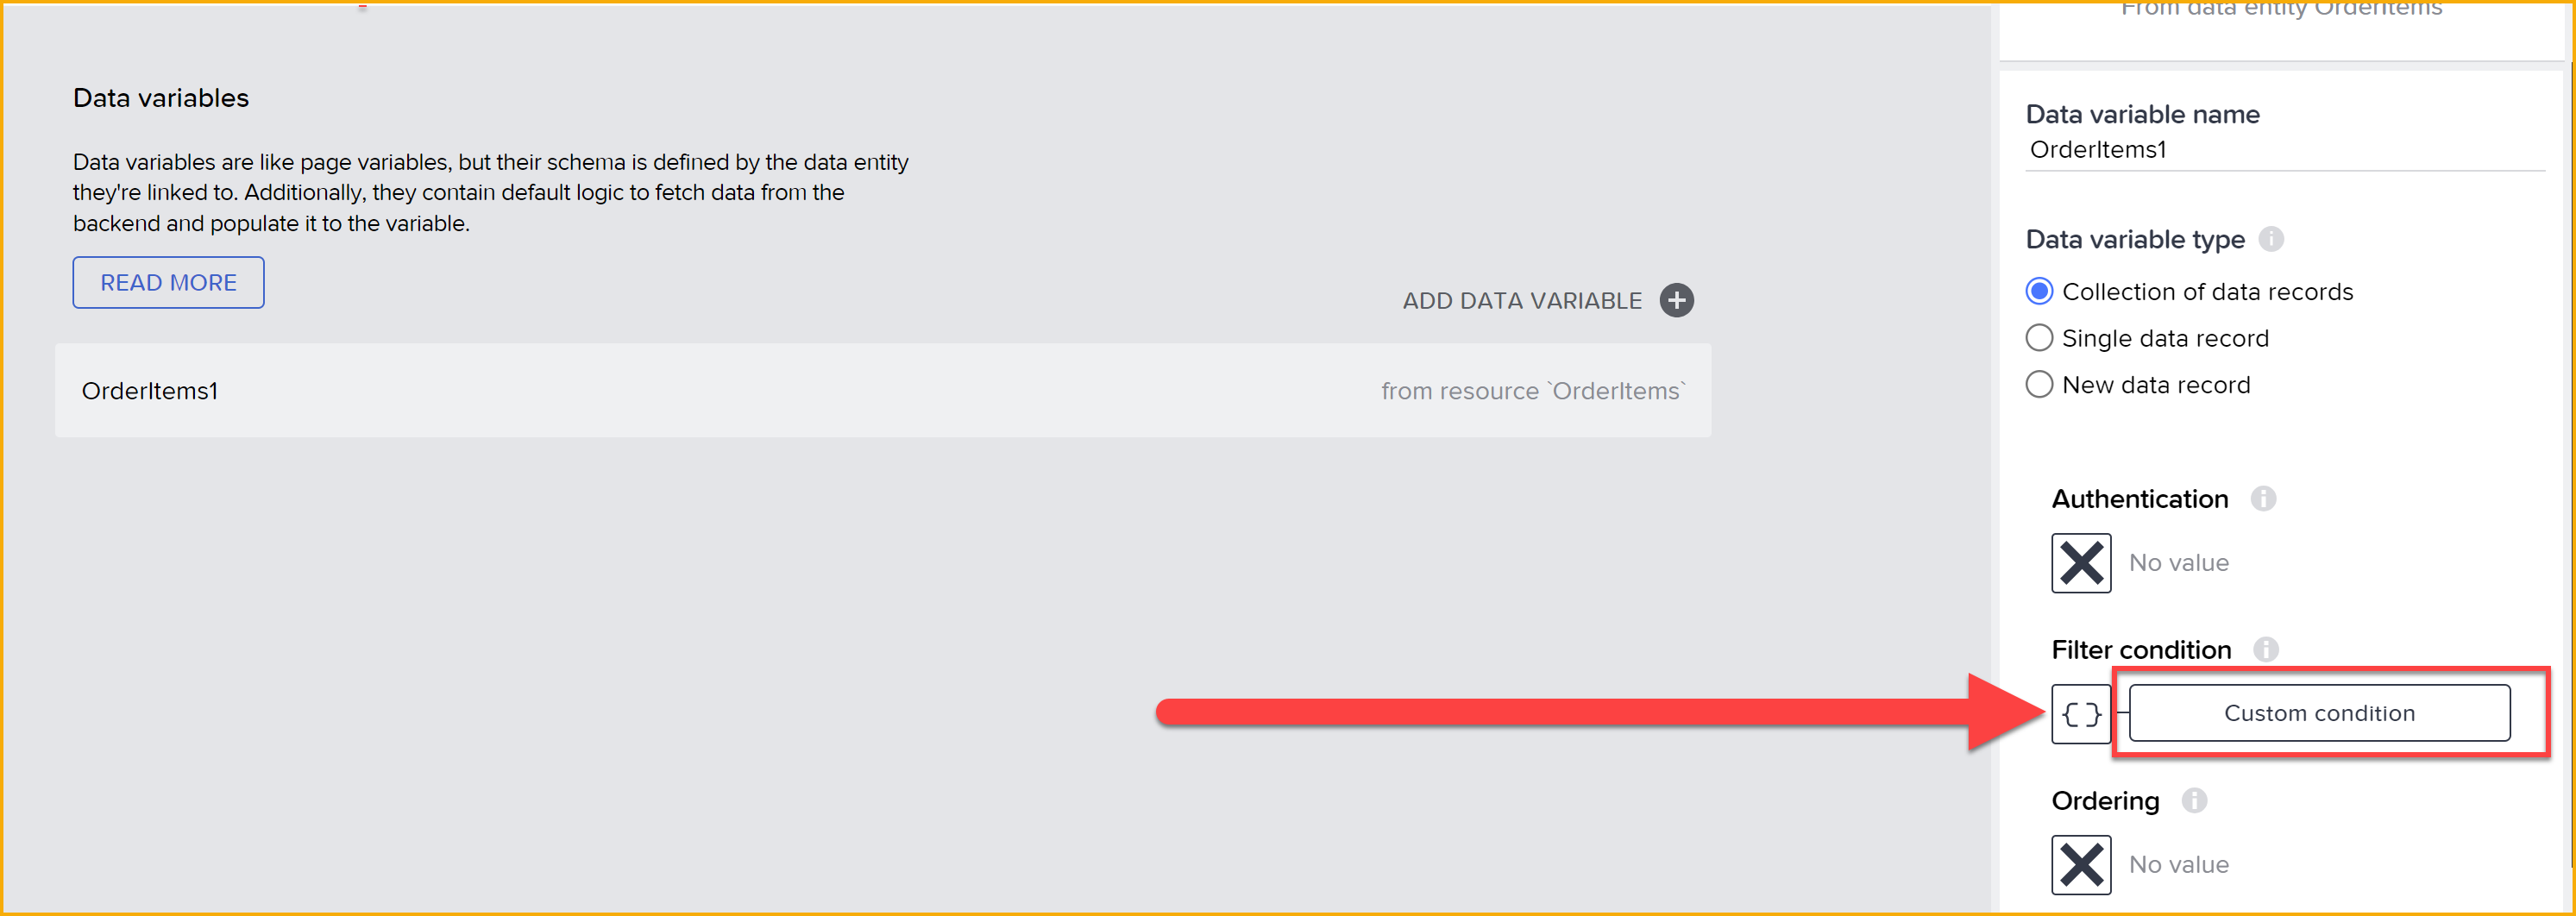 From data entity OrderItems
Data variables
Data variables are like page variables, but their schema is defined by the data entity
they're linked to. Additionally, they contain default logic to fetch data from the
backend and populate it to the variable.
READ MORE
ADD DATA VARIABLE
OrderItems1
from resource `OrderItems`
Data variable name
OrderItems1
Data variable type
Collection of data records
Single data record
New data record
Authentication
No value
Filter condition
{ }
Custom condition
Ordering
No value